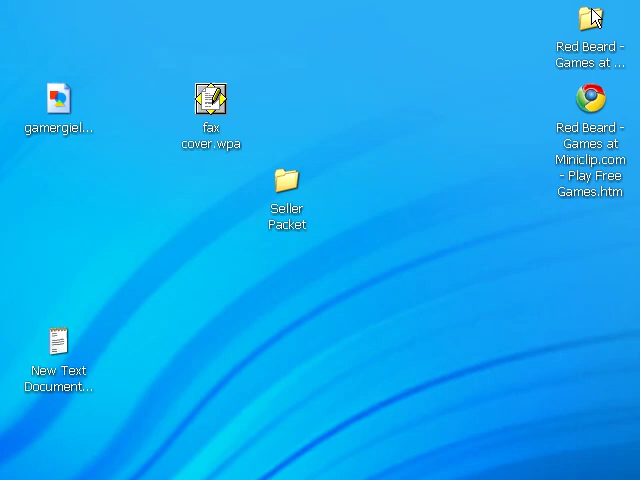 Red Beard -
Games at ...
gamergiel...
fax
cover.wpa
Red Beard -
Games at
Miniclip.com
- Play Free
Games.htm
Seller
Packet
New Text
Document...